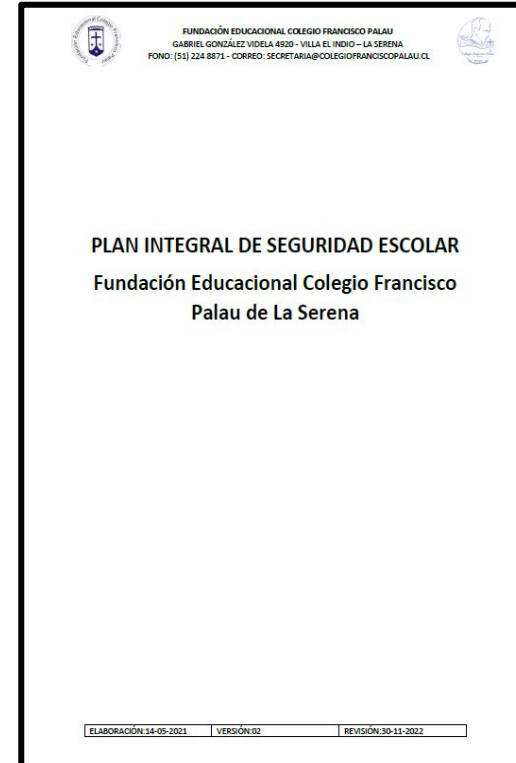 FUNDACIÓN EDUCACIONAL COLEGIO FRANCISCO PALAU
GABRIEL GONZÁLEZ VIDELA 4920 - VILLA EL INDIO – LA SERENA
FONO: (51) 224 8871 - CORREO: SECRETARIA@COLEGIOFRANCISCOPALAU.CL
PLAN INTEGRAL DE SEGURIDAD ESCOLAR
Fundación Educacional Colegio Francisco
Palau de La Serena
ELABORACIÓN:14-05-2021 VERSIÓN:02 REVISIÓN:30-11-2022